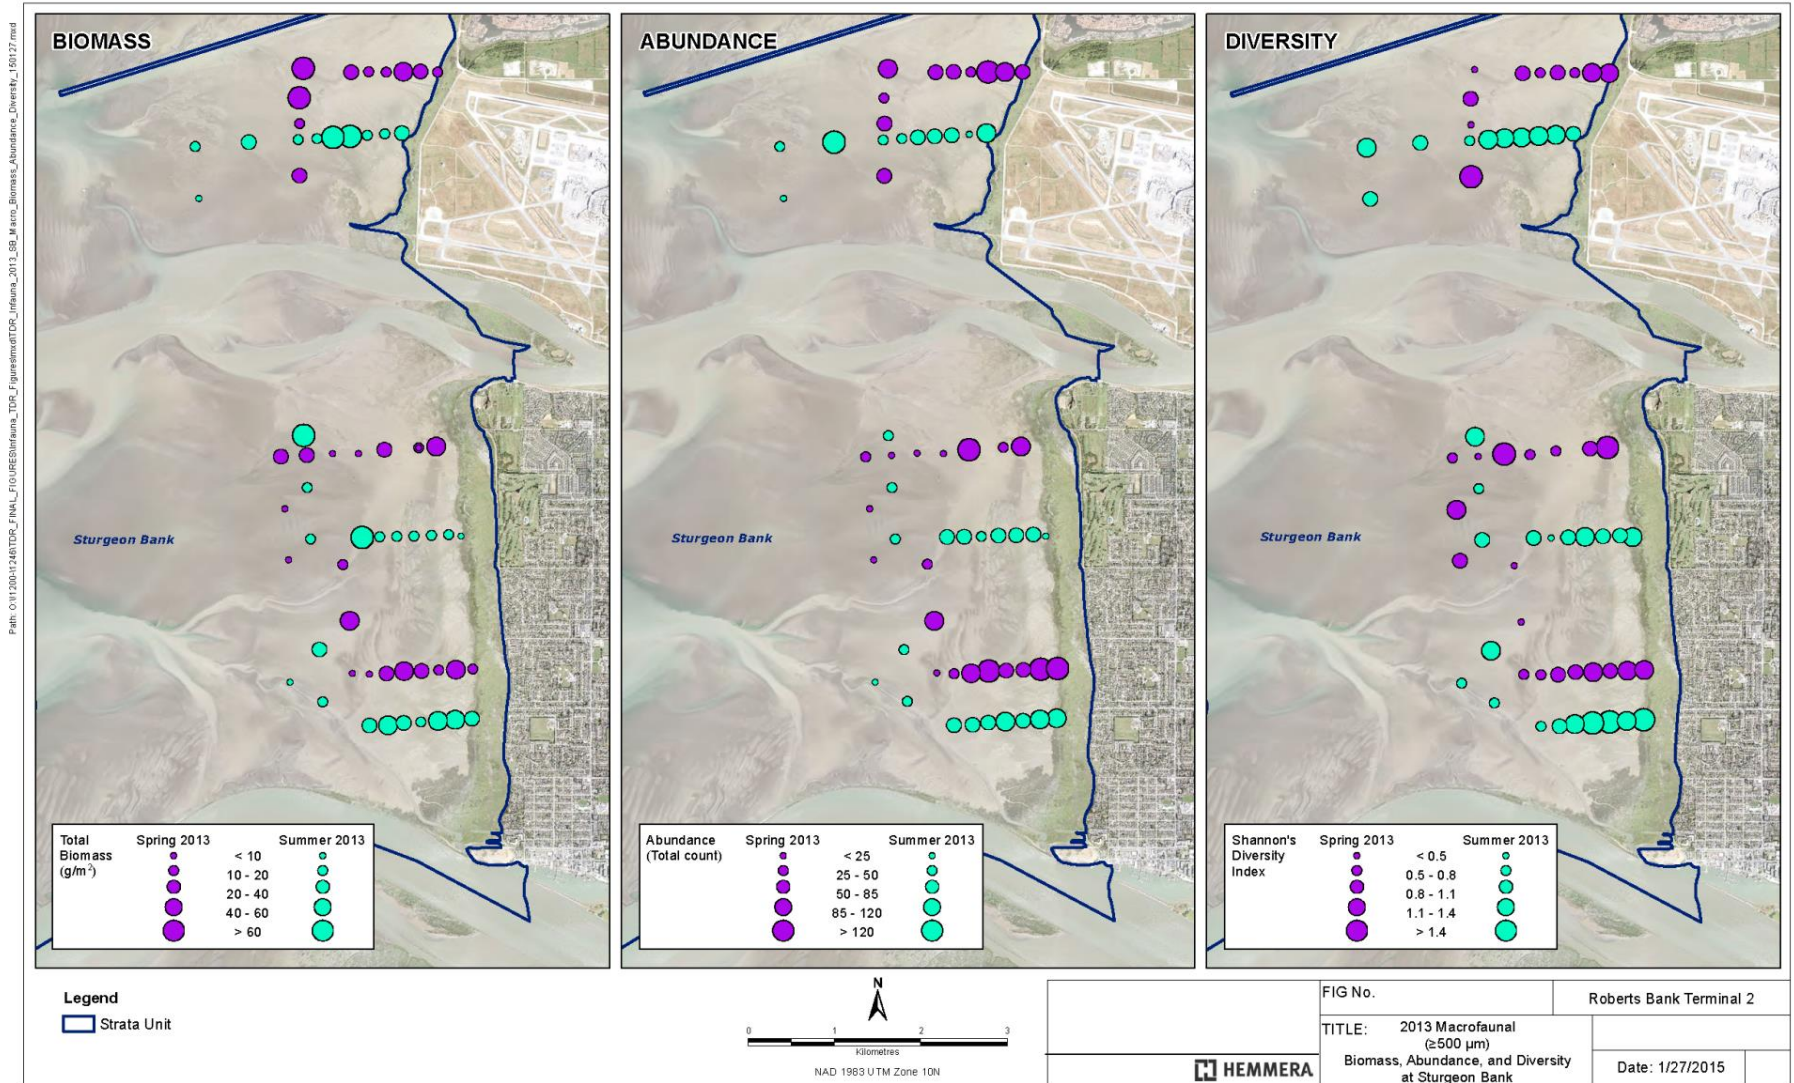 BIOMASS
ABUNDANCE
DIVERSITY
Sturgeon Bank
Sturgeon Bank
Sturgeon Bank
Total
Biomass
(g/m²)
Spring 2013
Summer 2013
< 10
10 - 20
20 - 40
40 - 60
> 60
Abundance
(Total count)
Spring 2013
Summer 2013
< 25
25 - 50
50 - 85
85 - 120
> 120
Shannon's
Diversity
Index
Spring 2013
Summer 2013
< 0.5
0.5 - 0.8
0.8 - 1.1
1.1 - 1.4
> 1.4
Legend
Strata Unit
N
0 1 2 3
Kilometres
NAD 1983 UTM Zone 10N
HEMMERA
FIG No.
Roberts Bank Terminal 2
TITLE: 2013 Macrofaunal
(≥500 µm)
Biomass, Abundance, and Diversity
at Sturgeon Bank
Date: 1/27/2015